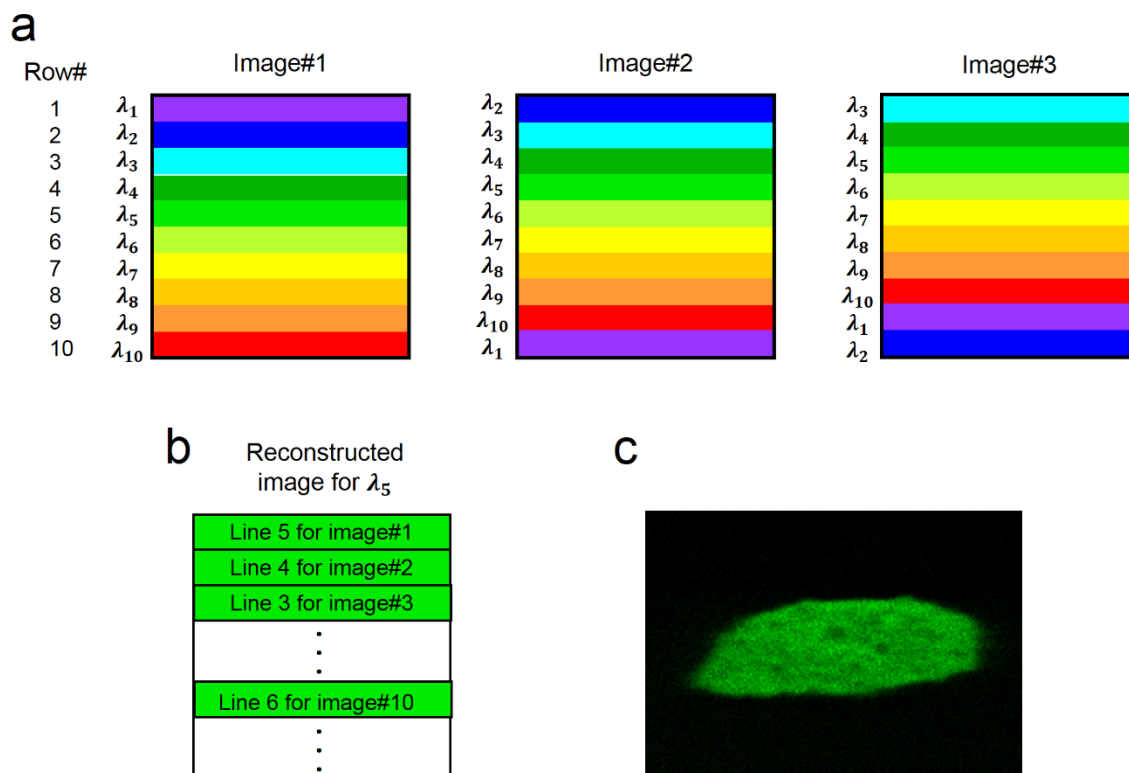 a
Row#
Image#1
Image#2
Image#3
1
2
3
4
5
6
7
8
9
10
λ₁
λ₂
λ₃
λ₄
λ₅
λ₆
λ₇
λ₈
λ₉
λ₁₀
λ₂
λ₃
λ₄
λ₅
λ₆
λ₇
λ₈
λ₉
λ₁₀
λ₁
λ₃
λ₄
λ₅
λ₆
λ₇
λ₈
λ₉
λ₁₀
λ₁
λ₂
b
Reconstructed
image for λ₅
Line 5 for image#1
Line 4 for image#2
Line 3 for image#3
Line 6 for image#10
c